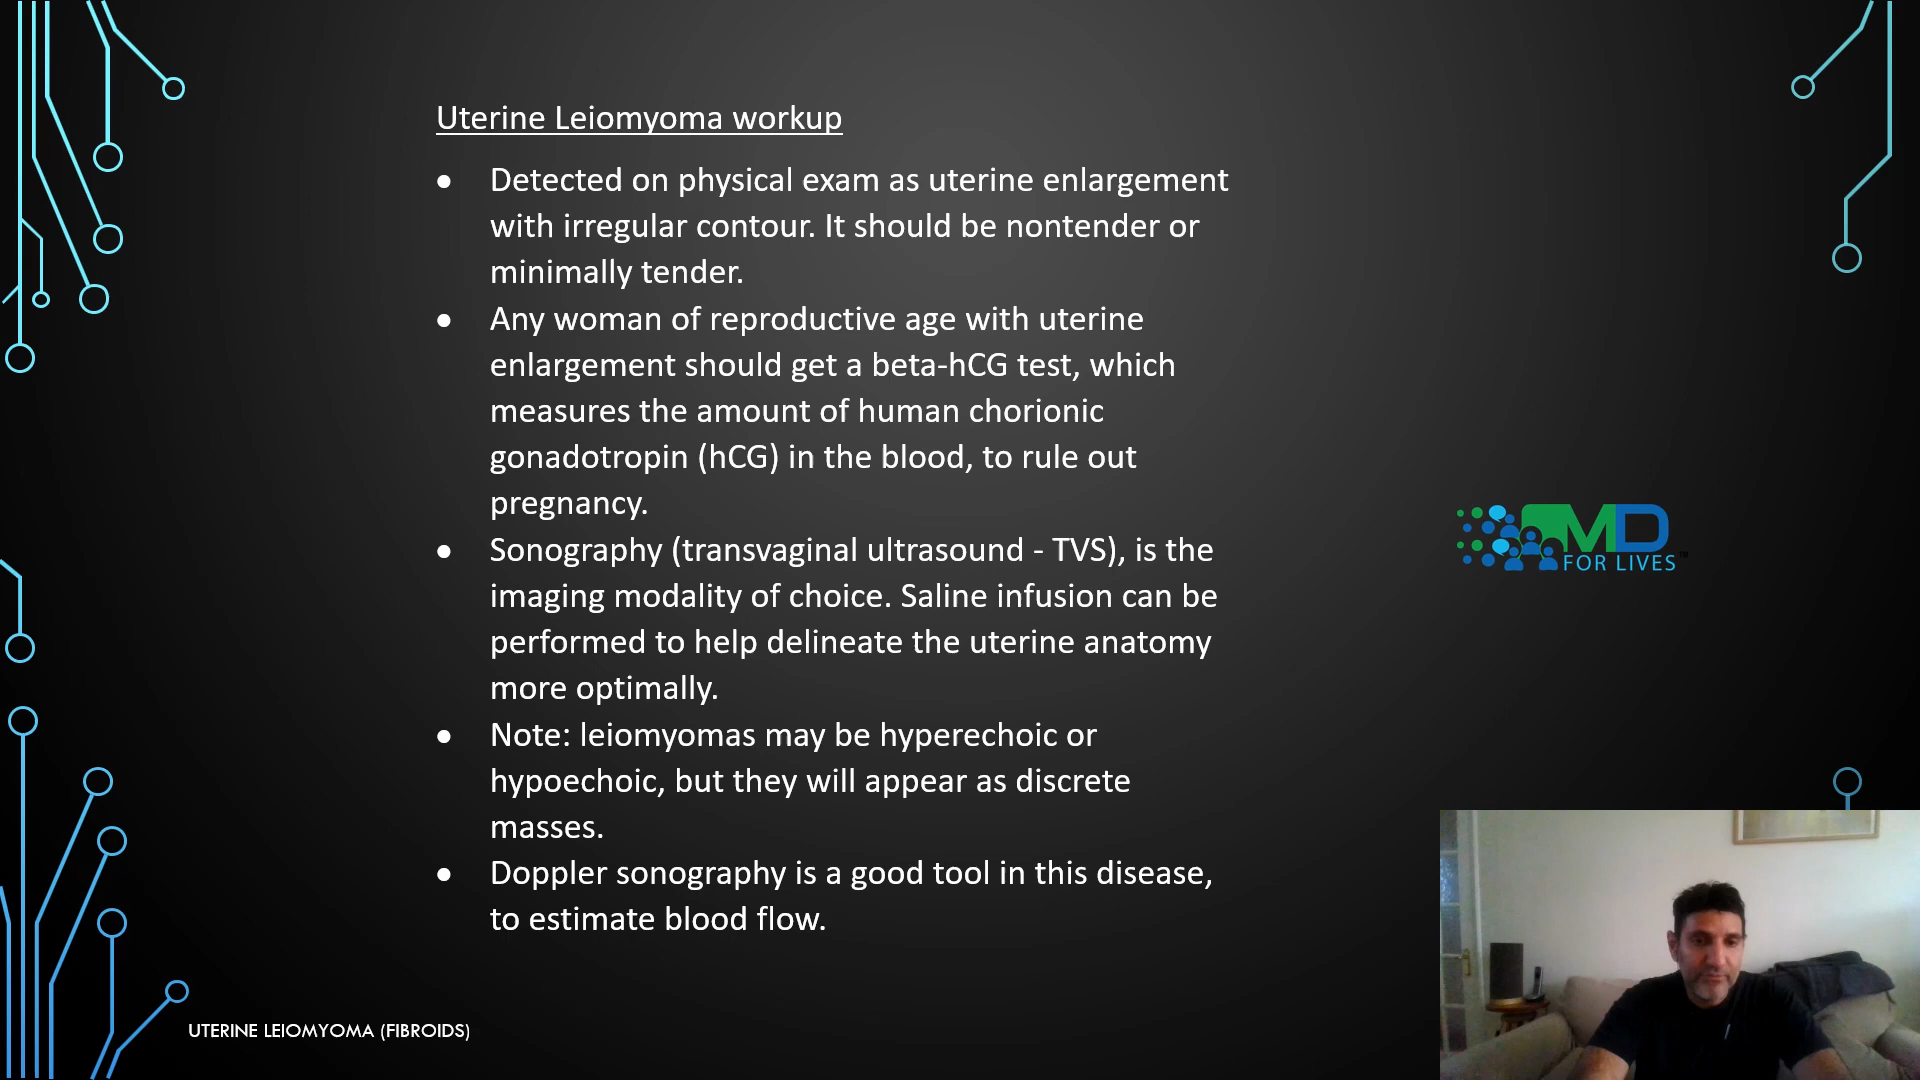 Uterine Leiomyoma workup
• Detected on physical exam as uterine enlargement
with irregular contour. It should be nontender or
minimally tender.
• Any woman of reproductive age with uterine
enlargement should get a beta-hCG test, which
measures the amount of human chorionic
gonadotropin (hCG) in the blood, to rule out
pregnancy.
• Sonography (transvaginal ultrasound - TVS), is the
imaging modality of choice. Saline infusion can be
performed to help delineate the uterine anatomy
more optimally.
• Note: leiomyomas may be hyperechoic or
hypoechoic, but they will appear as discrete
masses.
• Doppler sonography is a good tool in this disease,
to estimate blood flow.
MD
FOR LIVES™
UTERINE LEIOMYOMA (FIBROIDS)